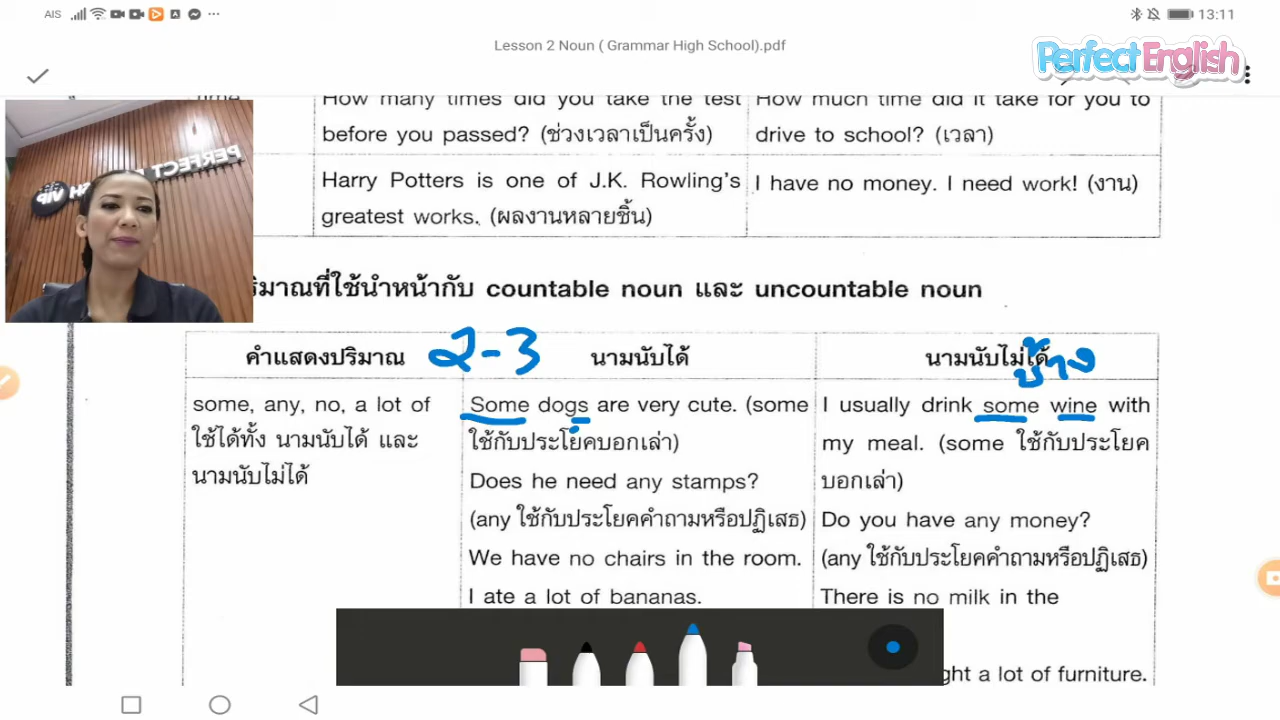 AIS
13:11
Lesson 2 Noun ( Grammar High School).pdf
Perfect English
How many times did you take the test
before you passed? (ช่วงเวลาเป็นครั้ง)
How much time did it take for you to
drive to school? (เวลา)
Harry Potters is one of J.K. Rowling's
greatest works. (ผลงานหลายชิ้น)
I have no money. I need work! (งาน)
PERFECT
VIP
ริมาณที่ใช้นำหน้ากับ countable noun และ uncountable noun
คำแสดงปริมาณ
2-3
นามนับได้
นามนับไม่ได้
บ้าง
some, any, no, a lot of
ใช้ได้ทั้ง นามนับได้ และ
นามนับไม่ได้
Some dogs are very cute. (some
ใช้กับประโยคบอกเล่า)
Does he need any stamps?
(any ใช้กับประโยคคำถามหรือปฏิเสธ)
We have no chairs in the room.
I ate a lot of bananas.
I usually drink some wine with
my meal. (some ใช้กับประโยค
บอกเล่า)
Do you have any money?
(any ใช้กับประโยคคำถามหรือปฏิเสธ)
There is no milk in the
ght a lot of furniture.